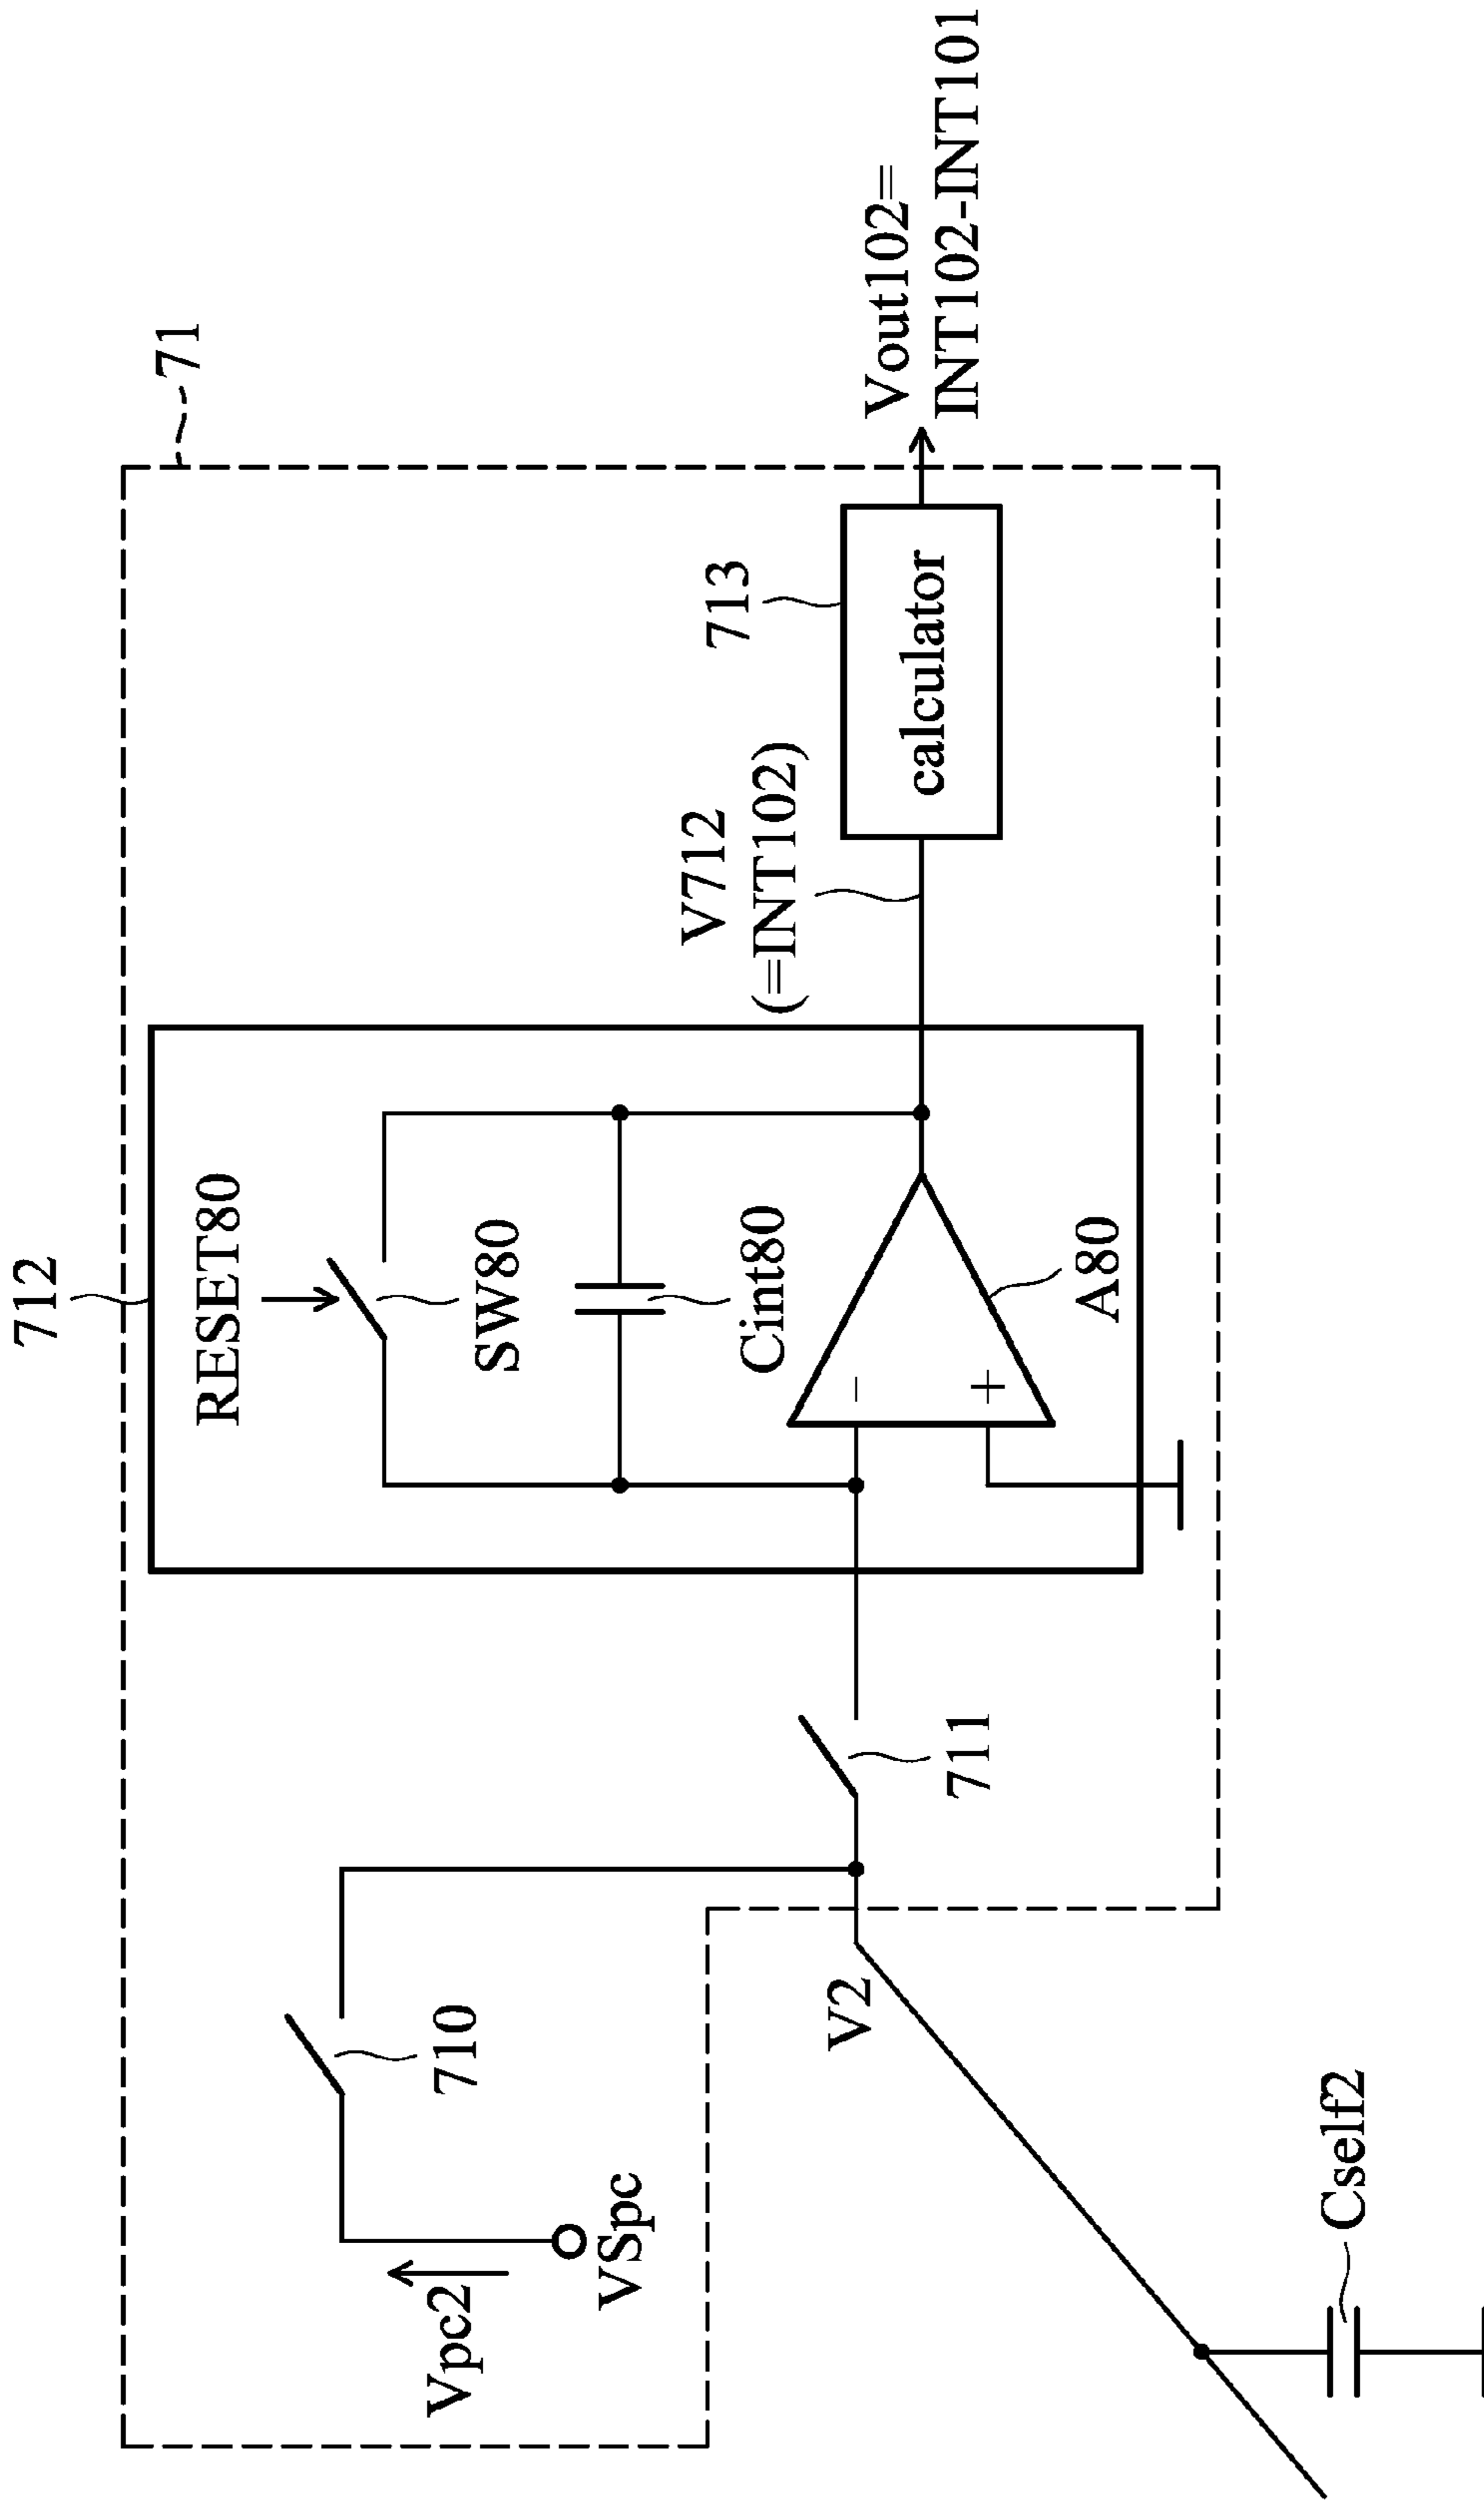 712
71
RESET80
SW80
Cint80
A80
-
+
V712
(=INT102)
713
calculator
Vout102=
INT102-INT101
710
711
Vpc2
VSpc
V2
Cself2